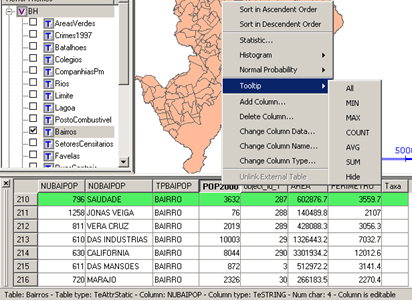 BH
AreasVerdes
Crimes1997
Batalhoes
Colegios
CompanhiasPm
Rios
Limite
Lagoa
PostoCombustivel
Bairros
SetoresCensitarios
Favelas
Sort in Ascendent Order
Sort in Descendent Order
Statistic...
Histogram
Normal Probability
Tooltip
Add Column...
Delete Column...
Change Column Data...
Change Column Name...
Change Column Type...
Unlink External Table
All
MIN
MAX
COUNT
AVG
SUM
Hide
5000
NUBAIPOP NOBAIPOP TPBAIPOP POP2000 object_id_1 AREA PERIMETRO Taxa
210 796 SAUDADE BAIRRO 3632 287 602876.7 3559.7
211 1258 JONAS VEIGA BAIRRO 76 288 140489.8 2107
212 811 VERA CRUZ BAIRRO 2019 289 428088.3 3056.3
213 610 DAS INDUSTRIAS BAIRRO 10003 29 1326443.2 7032.7
214 630 CALIFORNIA BAIRRO 8044 290 3301934.2 12012.6
215 611 DAS MANSOES BAIRRO 872 3 512972.2 3141.4
216 720 MARAJO BAIRRO 2326 30 266183.5 2270.4
Table: Bairros - Table type: TeAttrStatic - Column: NUBAIPOP - Column type: TeSTRING - Size: Max Num Chars = 4 - Column is editable